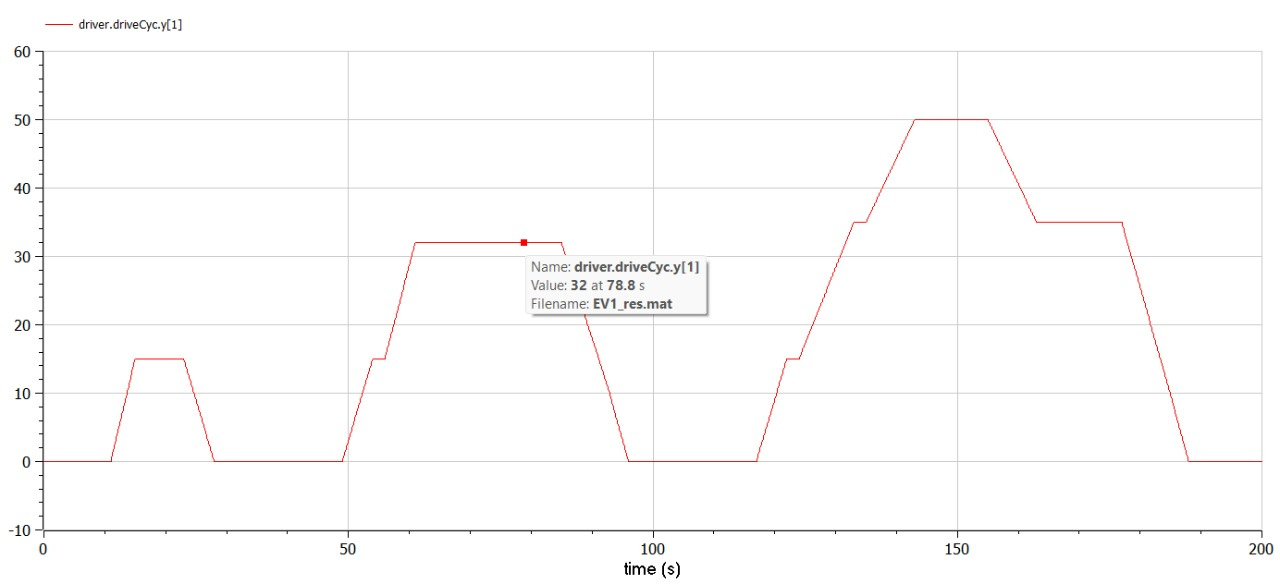 driver.driveCyc.y[1]
60
50
40
30
20
10
0
-10
Name: driver.driveCyc.y[1]
Value: 32 at 78.8 s
Filename: EV1_res.mat
0 50 100 150 200
time (s)